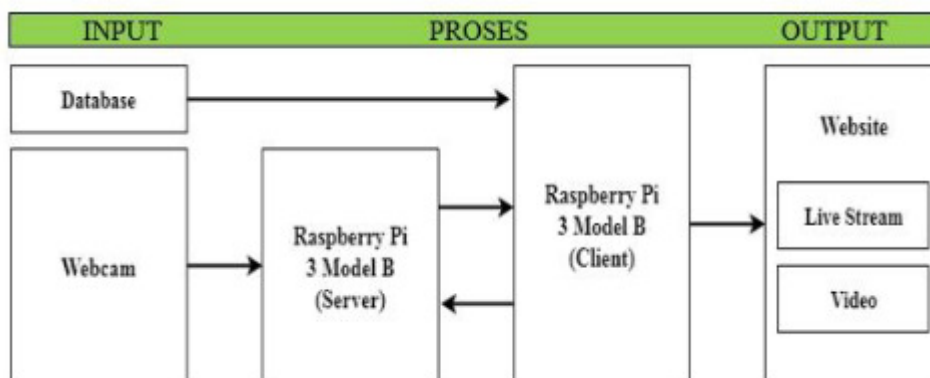 INPUT PROSES OUTPUT
Database
Webcam
Raspberry Pi
3 Model B
(Server)
Raspberry Pi
3 Model B
(Client)
Website
Live Stream
Video